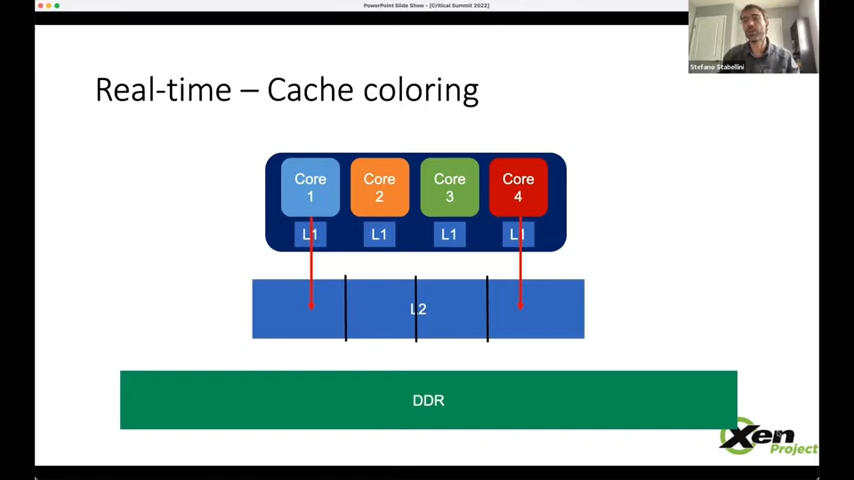 PowerPoint Slide Show - [Critical Summit 2022]
Stefano Stabellini
Real-time – Cache coloring
Core
1
Core
2
Core
3
Core
4
L1
L1
L1
L1
L2
DDR
Xen
Project